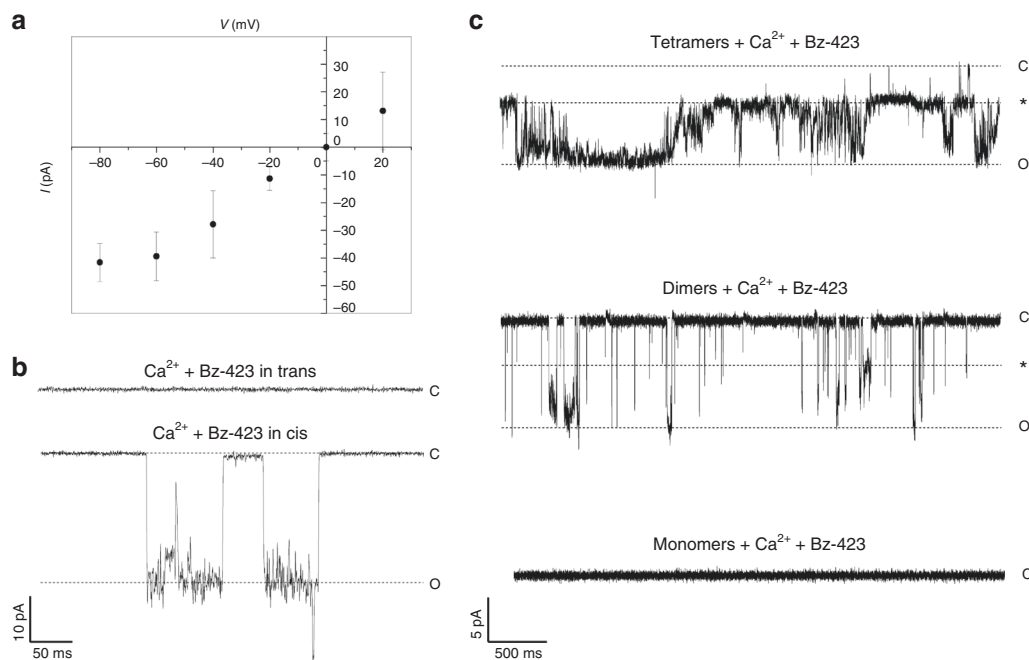 a
V (mV)
30
20
10
0
–80
–60
–40
–20
0
20
–10
–20
–30
–40
–50
–60
I (pA)
b
Ca2+ + Bz-423 in trans
C
Ca2+ + Bz-423 in cis
C
O
10 pA
50 ms
c
Tetramers + Ca2+ + Bz-423
C
*
O
Dimers + Ca2+ + Bz-423
C
*
O
Monomers + Ca2+ + Bz-423
C
5 pA
500 ms